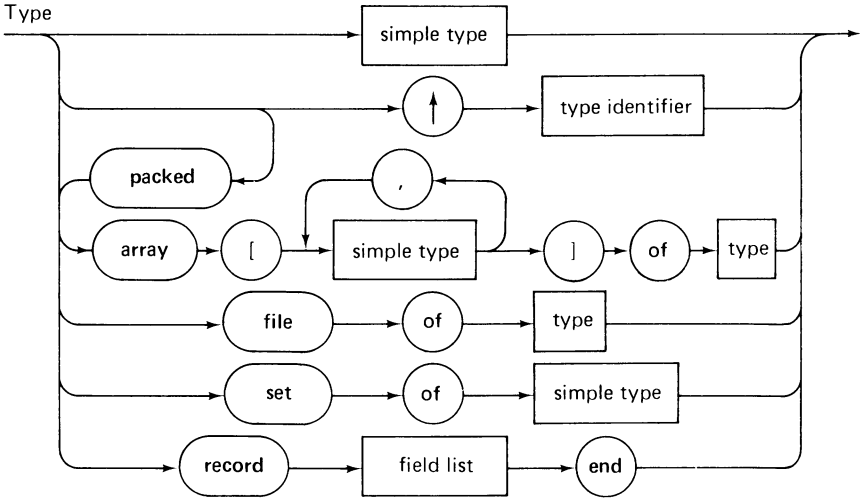 Type
simple type
↑ type identifier
packed ,
array [ simple type ] of type
file of type
set of simple type
record field list end